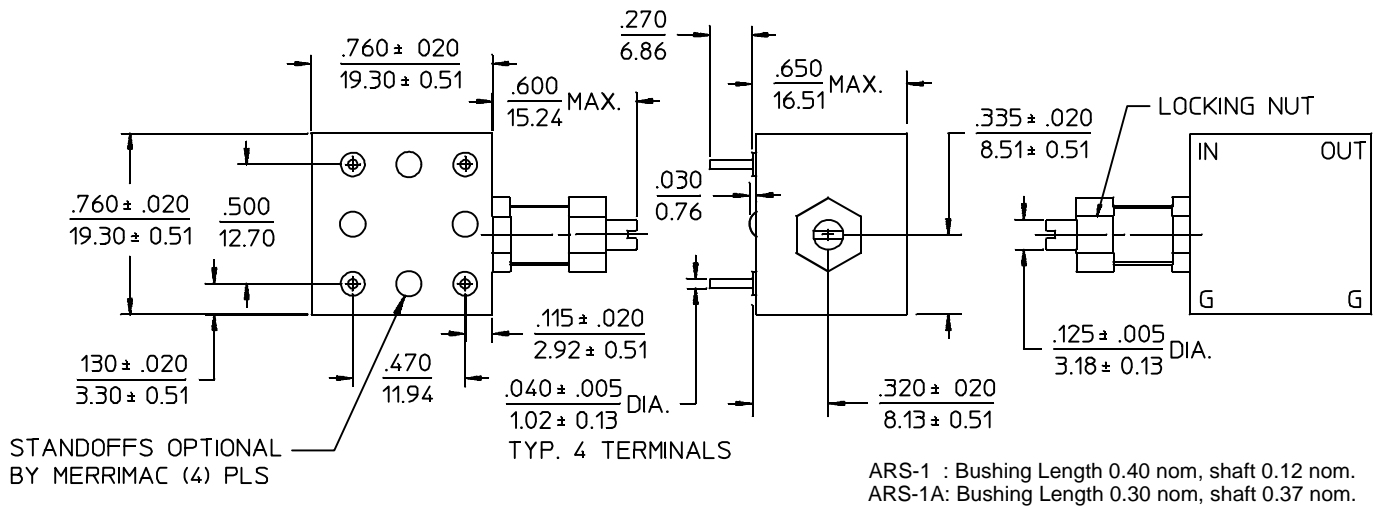 .760 ± 020
19.30 ± 0.51
.600
15.24
MAX.
.760 ± .020
19.30 ± 0.51
.500
12.70
130 ± .020
3.30 ± 0.51
.115 ± .020
2.92 ± 0.51
.470
11.94
STANDOFFS OPTIONAL
BY MERRIMAC (4) PLS
.270
6.86
.650
16.51
MAX.
.030
0.76
.040 ± .005
1.02 ± 0.13
DIA.
TYP. 4 TERMINALS
.335 ± .020
8.51 ± 0.51
.320 ± 020
8.13 ± 0.51
LOCKING NUT
IN OUT
G G
.125 ± .005
3.18 ± 0.13
DIA.
ARS-1 : Bushing Length 0.40 nom, shaft 0.12 nom.
ARS-1A: Bushing Length 0.30 nom, shaft 0.37 nom.